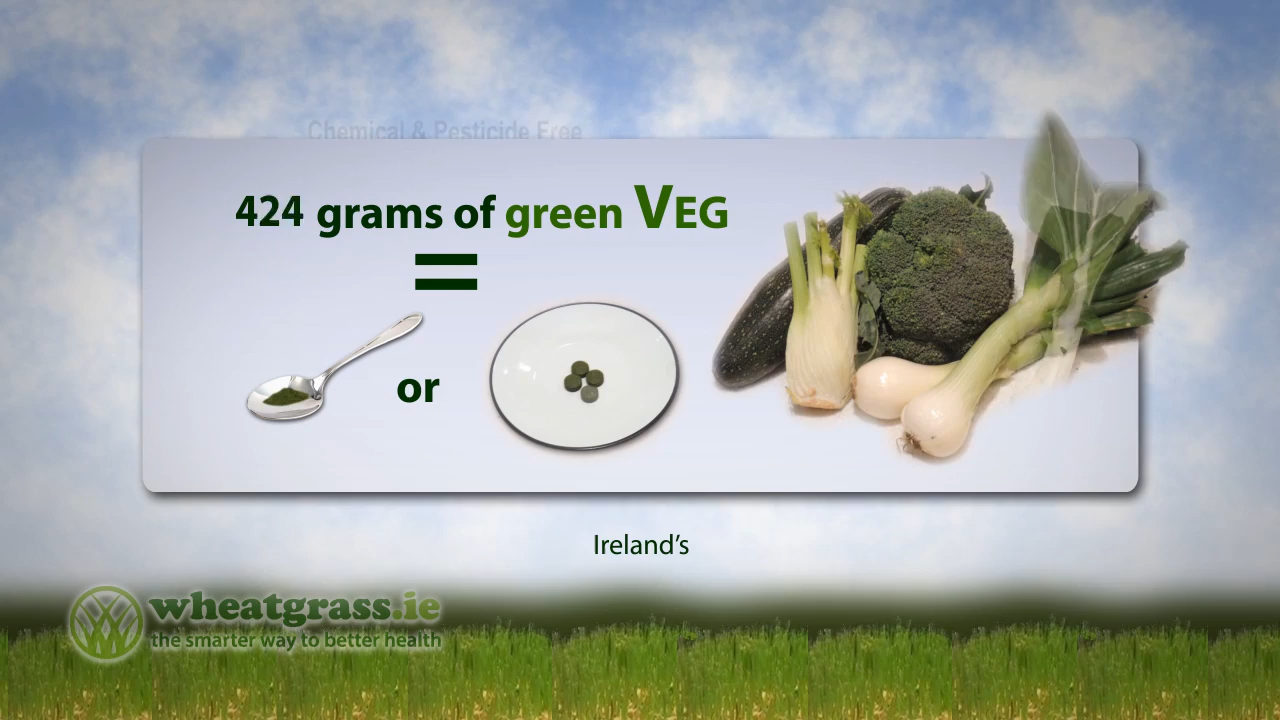 Chemical & Pesticide Free
424 grams of green VEG
=
or
Ireland's
wheatgrass.ie
the smarter way to better health